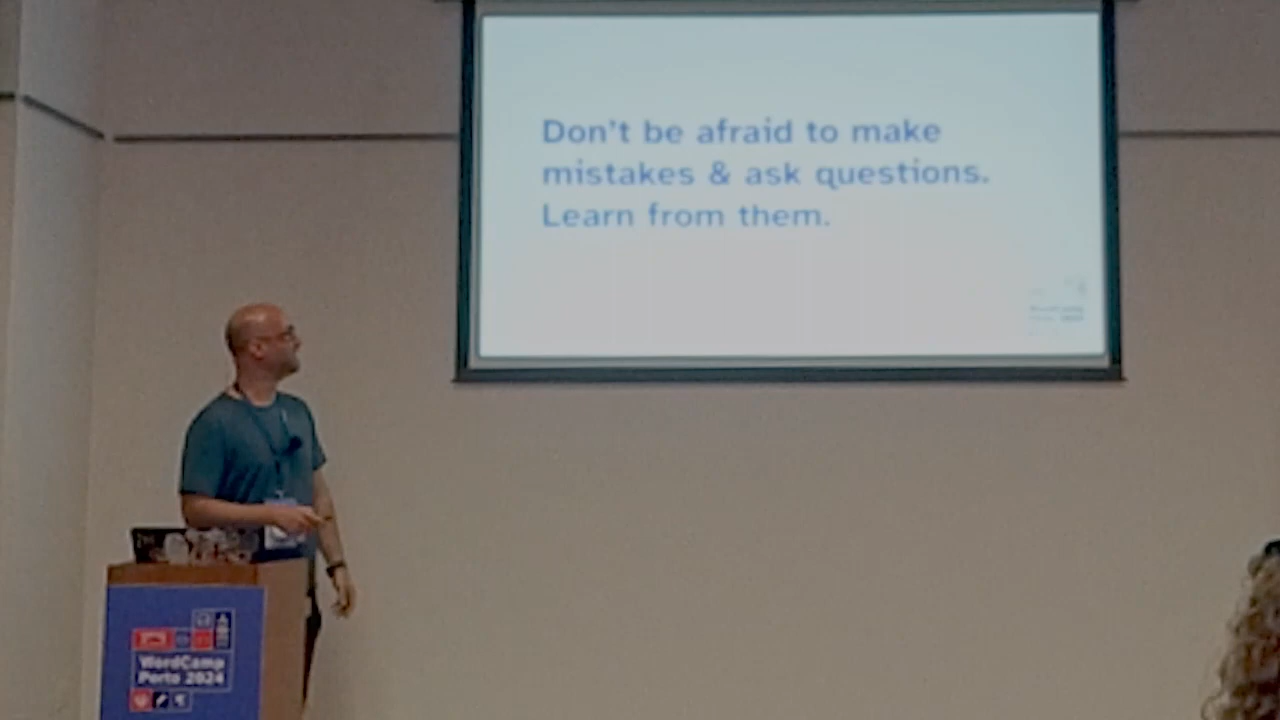 Don't be afraid to make
mistakes & ask questions.
Learn from them.
WordCamp
Porto 2024